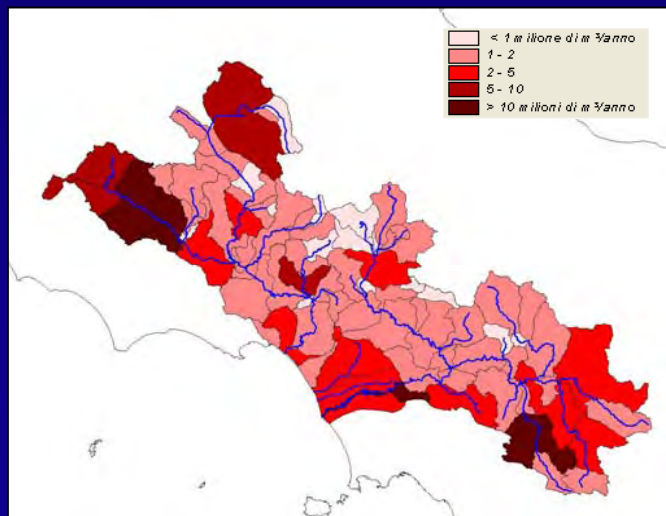 < 1 milione di m³/anno
1 - 2
2 - 5
5 - 10
> 10 milioni di m³/anno